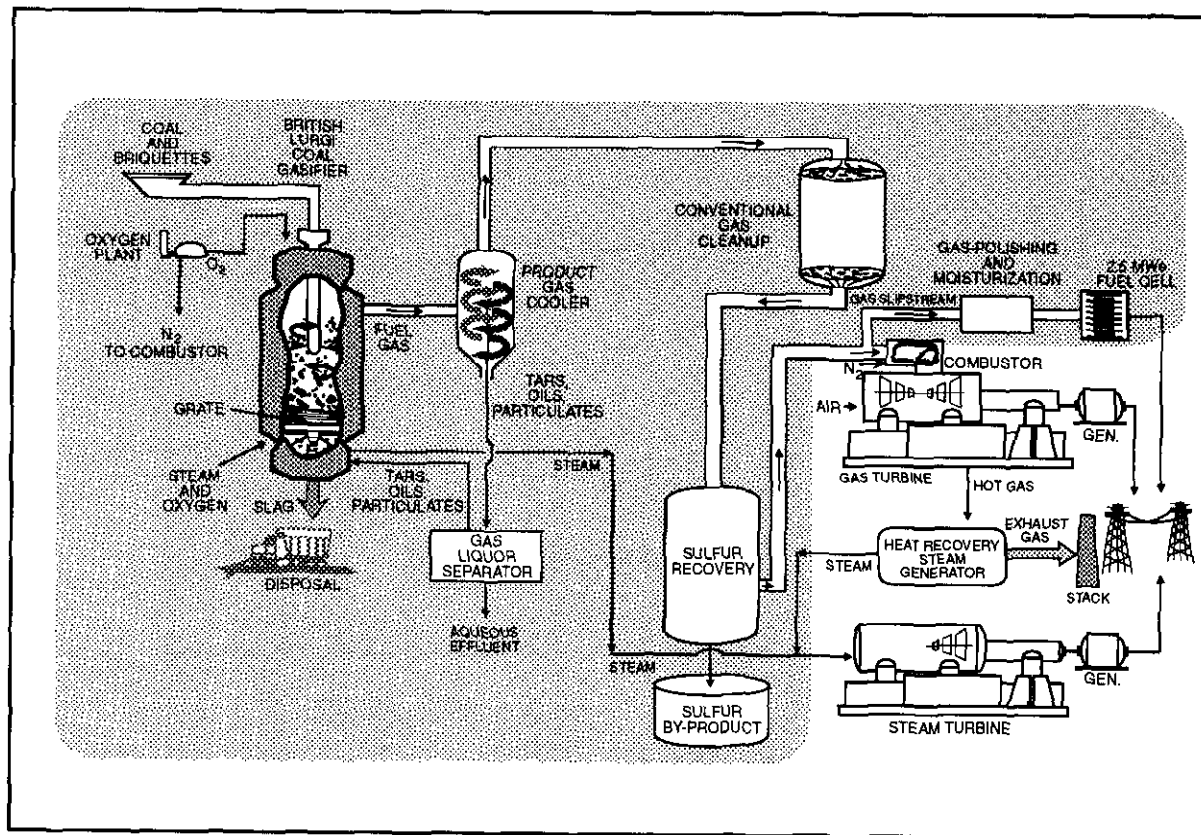 COAL
AND
BRIQUETTES
BRITISH
LURGI
COAL
GASIFIER
OXYGEN
PLANT
O2
N2
TO COMBUSTOR
GRATE
STEAM
AND
OXYGEN
SLAG
DISPOSAL
FUEL
GAS
PRODUCT
GAS
COOLER
TARS,
OILS,
PARTICULATES
TARS,
OILS
PARTICULATES
STEAM
GAS
LIQUOR
SEPARATOR
AQUEOUS
EFFLUENT
CONVENTIONAL
GAS
CLEANUP
SULFUR
RECOVERY
STEAM
SULFUR
BY-PRODUCT
GAS-POLISHING
AND
MOISTURIZATION
GAS SLIPSTREAM
2.5 MWe
FUEL CELL
N2
COMBUSTOR
AIR
GEN.
GAS TURBINE
HOT GAS
HEAT RECOVERY
STEAM
GENERATOR
STEAM
EXHAUST
GAS
STACK
GEN.
STEAM TURBINE